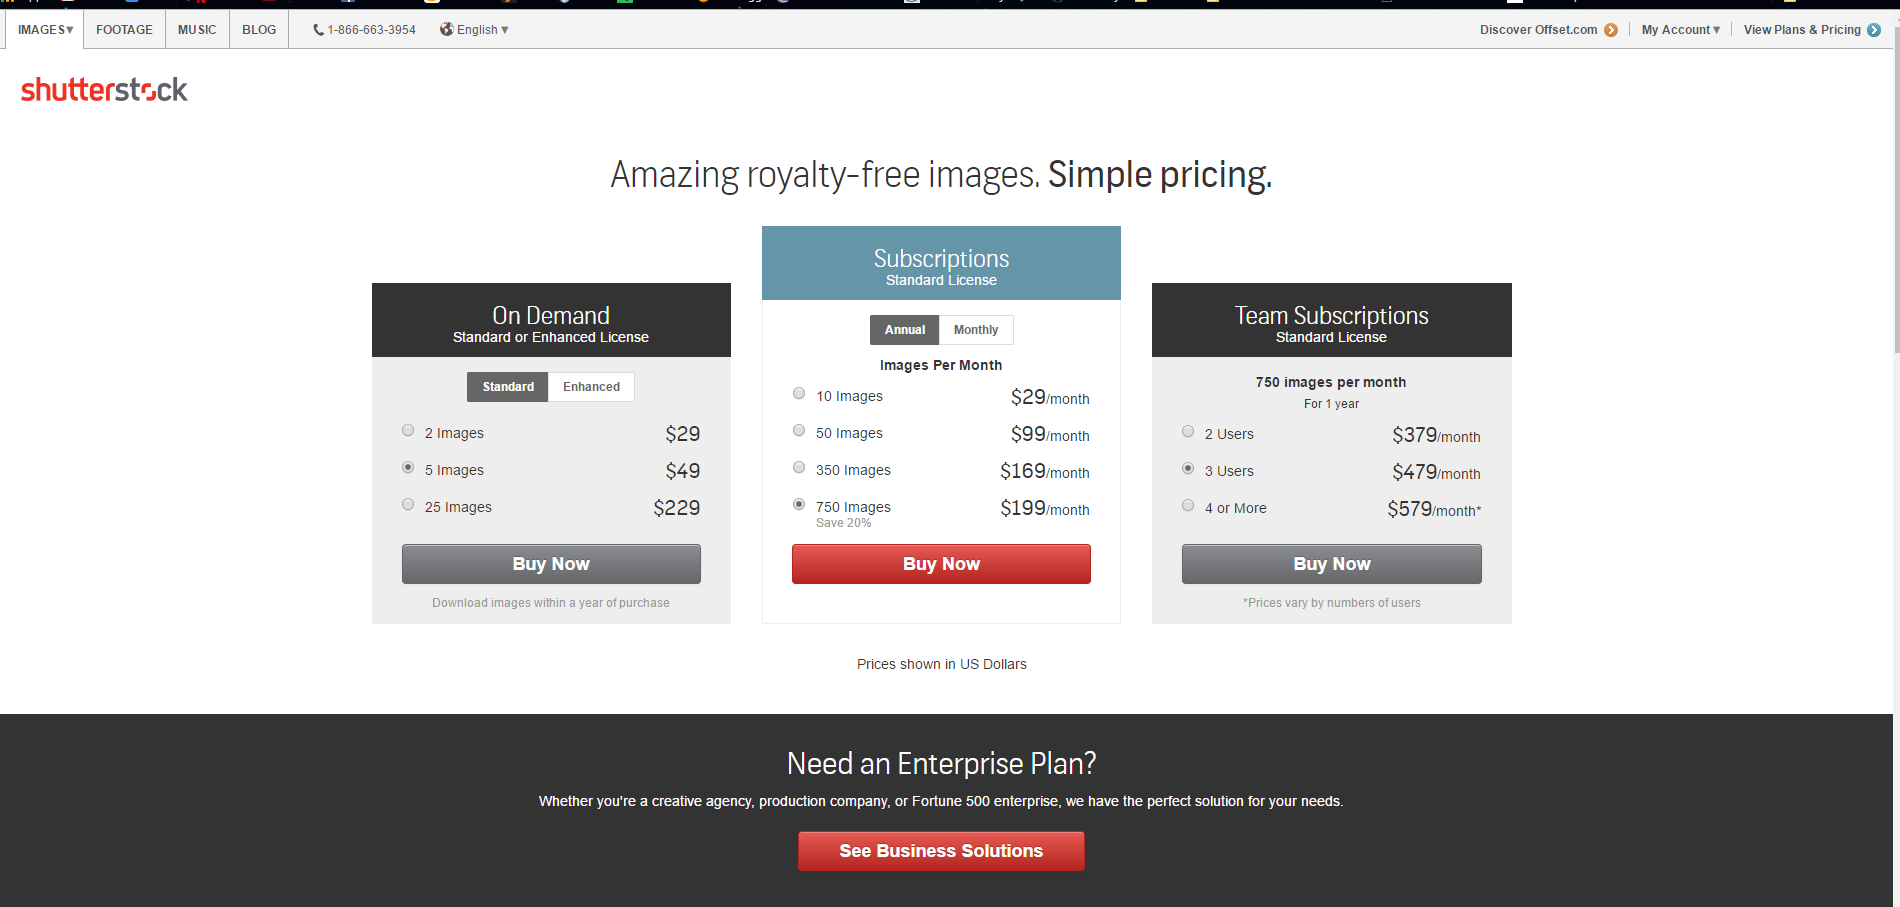 IMAGES▾ FOOTAGE MUSIC BLOG 1-866-663-3954 English ▾ Discover Offset.com My Account ▾ View Plans & Pricing
shutterstock
Amazing royalty-free images. Simple pricing.
On Demand
Standard or Enhanced License
Standard Enhanced
2 Images $29
5 Images $49
25 Images $229
Buy Now
Download images within a year of purchase
Subscriptions
Standard License
Annual Monthly
Images Per Month
10 Images $29/month
50 Images $99/month
350 Images $169/month
750 Images $199/month
Save 20%
Buy Now
Team Subscriptions
Standard License
750 images per month
For 1 year
2 Users $379/month
3 Users $479/month
4 or More $579/month*
Buy Now
*Prices vary by numbers of users
Prices shown in US Dollars
Need an Enterprise Plan?
Whether you're a creative agency, production company, or Fortune 500 enterprise, we have the perfect solution for your needs.
See Business Solutions